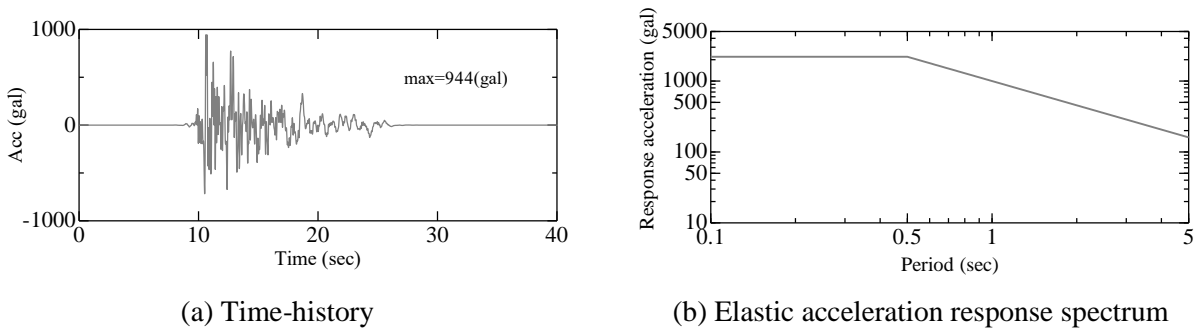 1000
0
-1000
Acc (gal)
max=944(gal)
0
10
20
30
40
Time (sec)
(a) Time-history
5000
1000
500
100
50
10
Response acceleration (gal)
0.1
0.5
1
5
Period (sec)
(b) Elastic acceleration response spectrum